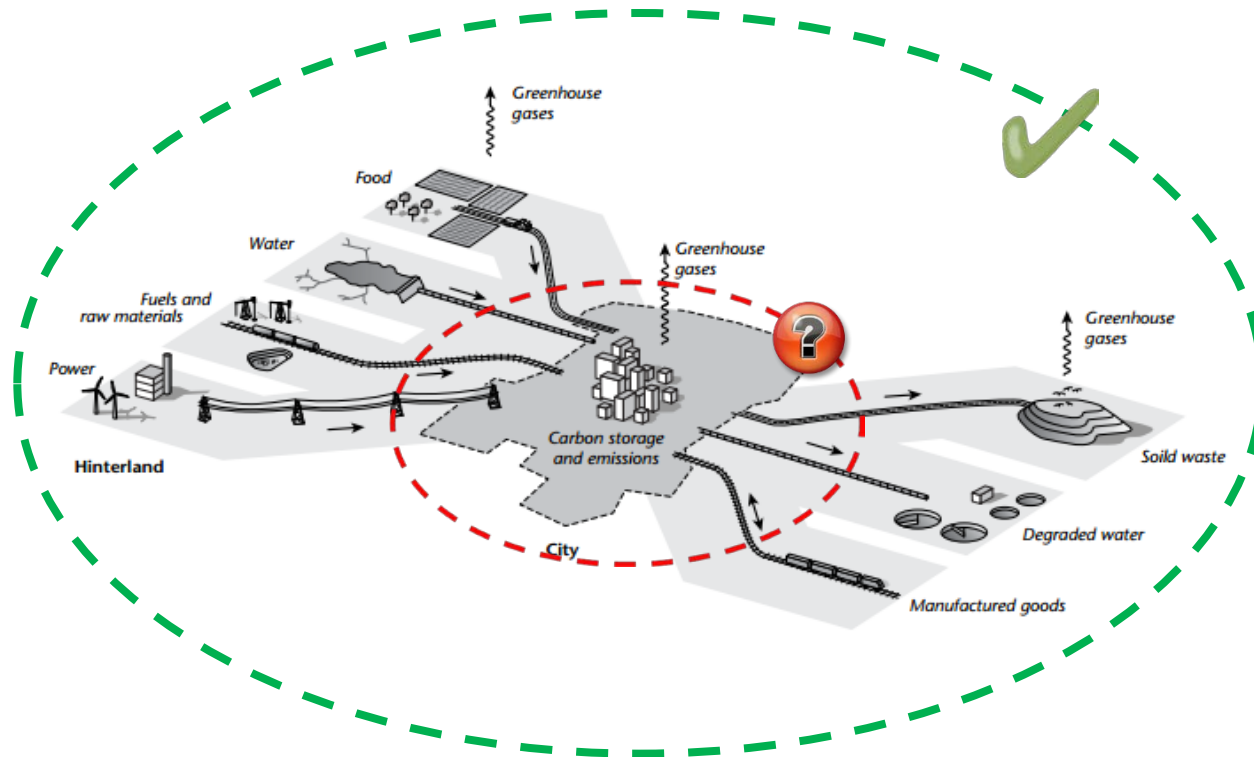 Greenhouse
gases
Food
Water
Greenhouse
gases
Fuels and
raw materials
?
Greenhouse
gases
Power
Carbon storage
and emissions
Hinterland
Soild waste
Degraded water
City
Manufactured goods